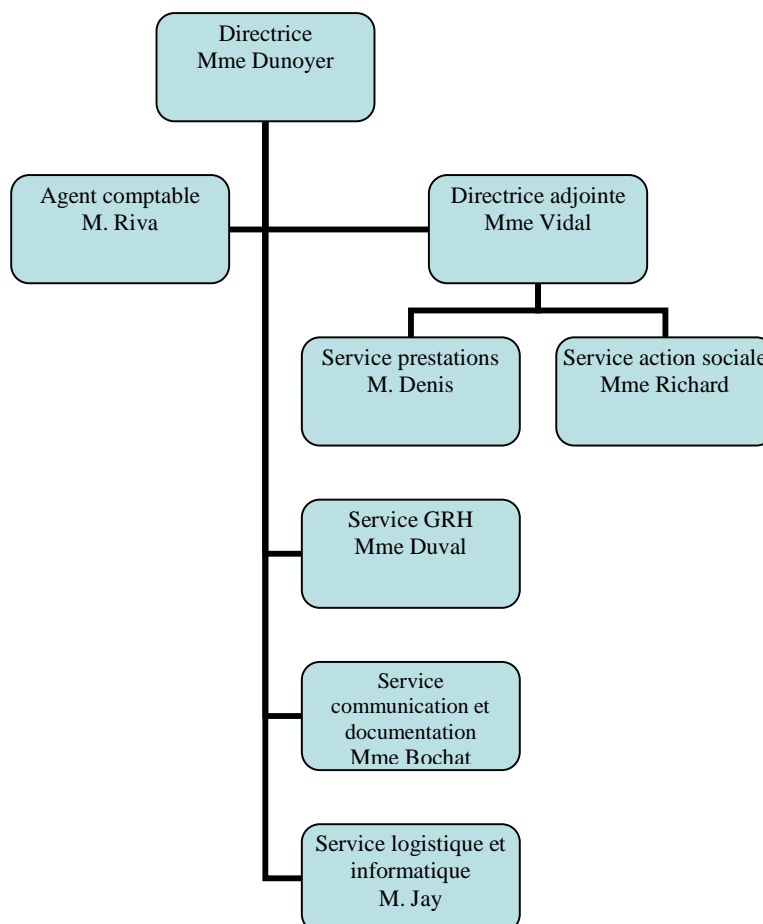 Directrice
Mme Dunoyer
Agent comptable
M. Riva
Directrice adjointe
Mme Vidal
Service prestations
M. Denis
Service action sociale
Mme Richard
Service GRH
Mme Duval
Service
communication et
documentation
Mme Bochat
Service logistique et
informatique
M. Jay